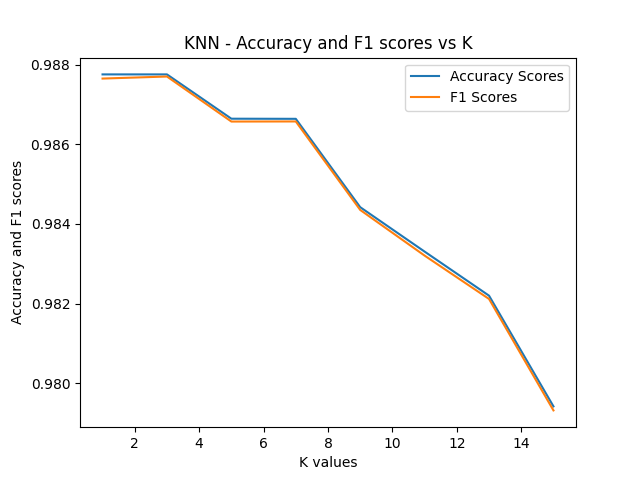 KNN - Accuracy and F1 scores vs K
Accuracy Scores
F1 Scores
Accuracy and F1 scores
0.988
0.986
0.984
0.982
0.980
2 4 6 8 10 12 14
K values